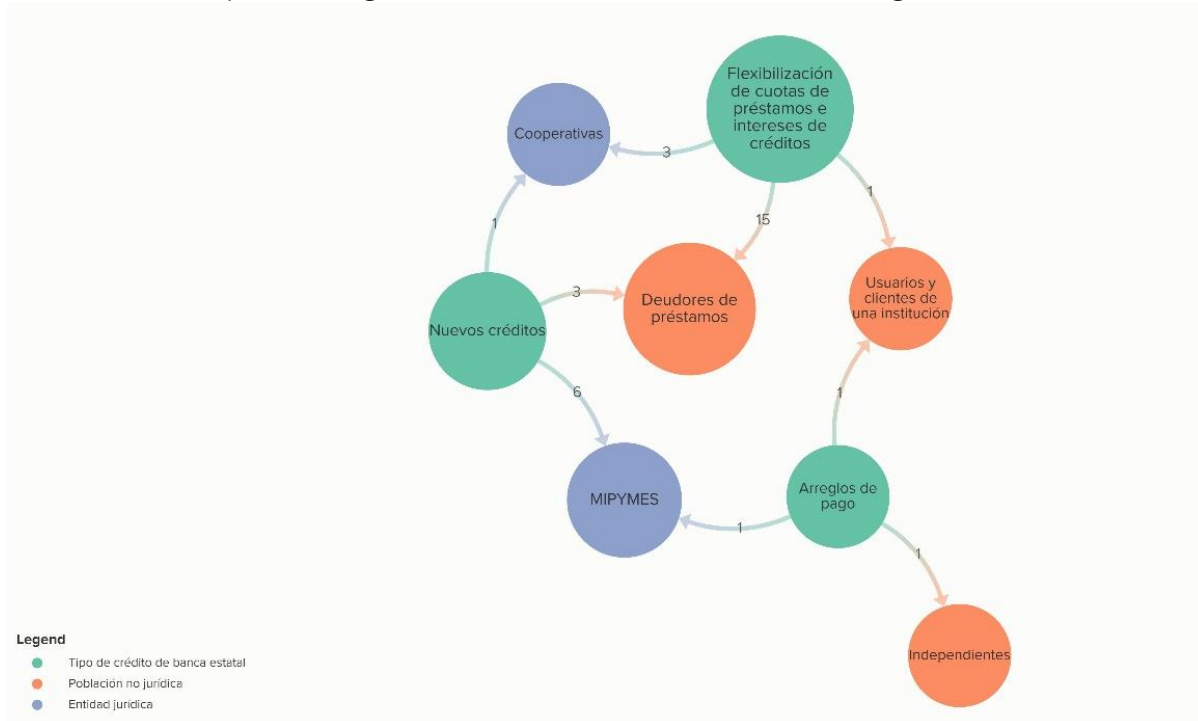 Flexibilización
de cuotas de
préstamos e
intereses de
créditos
Cooperativas
3
1
15
1
Usuarios y
clientes de
una institución
Deudores de
préstamos
3
Nuevos créditos
6
1
MIPYMES
Arreglos de
pago
1
1
Independientes
Legend
Tipo de crédito de banca estatal
Población no jurídica
Entidad jurídica